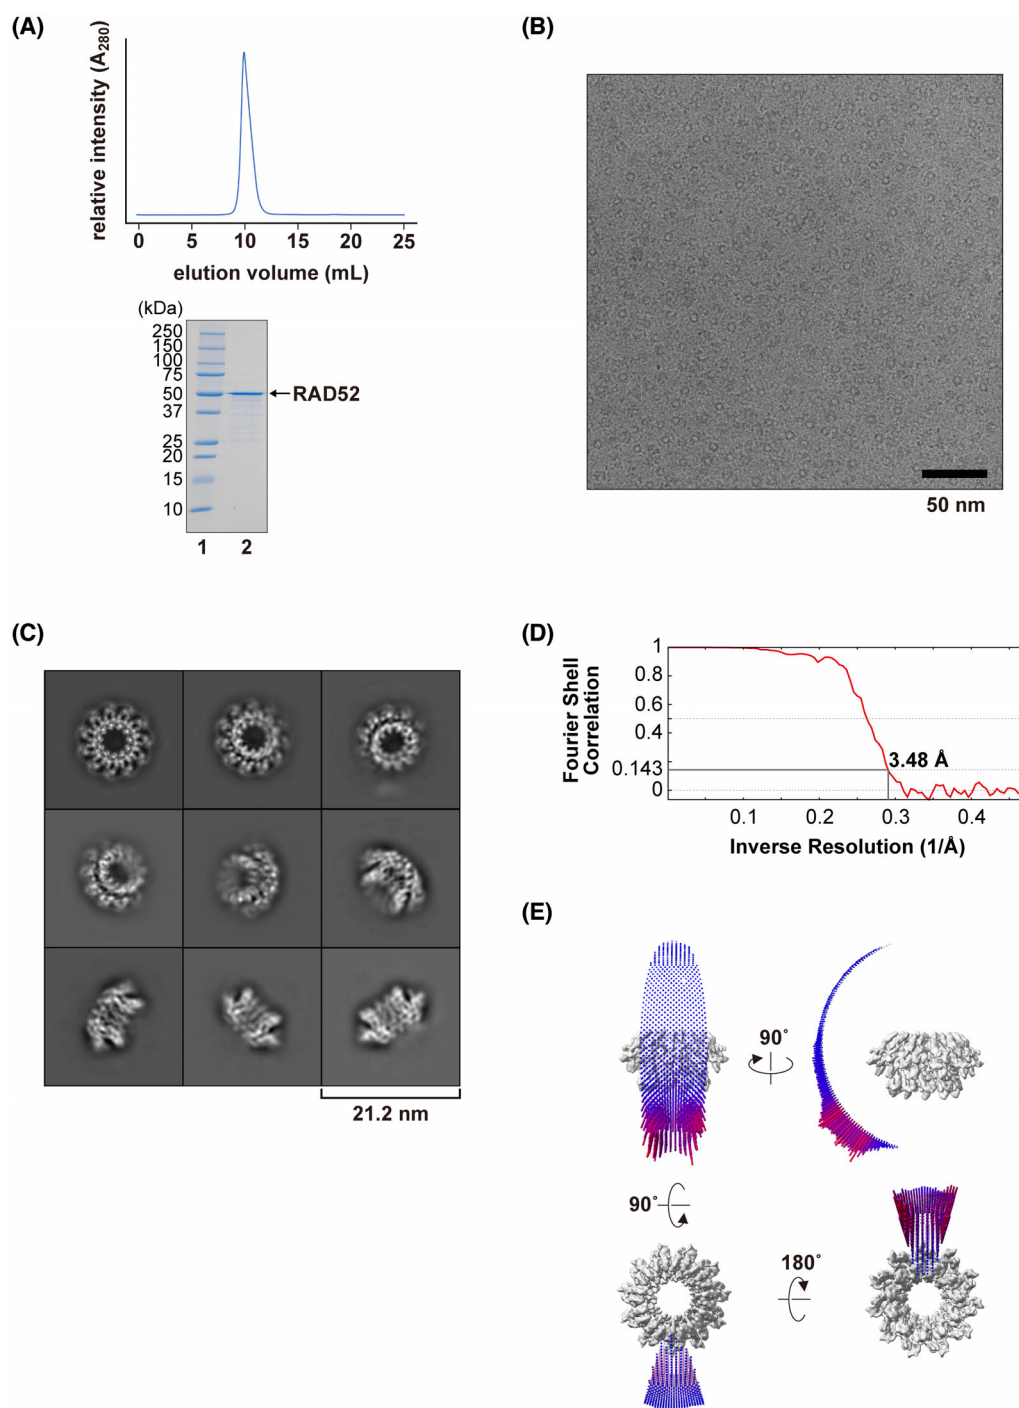 (A)
relative intensity (A280)
0 5 10 15 20 25
elution volume (mL)
(kDa)
250
150
100
75
50
37
25
20
15
10
RAD52
1 2
(B)
50 nm
(C)
21.2 nm
(D)
Fourier Shell
Correlation
1
0.8
0.6
0.4
0.143
0
3.48 Å
0.1 0.2 0.3 0.4
Inverse Resolution (1/Å)
(E)
90°
90°
180°